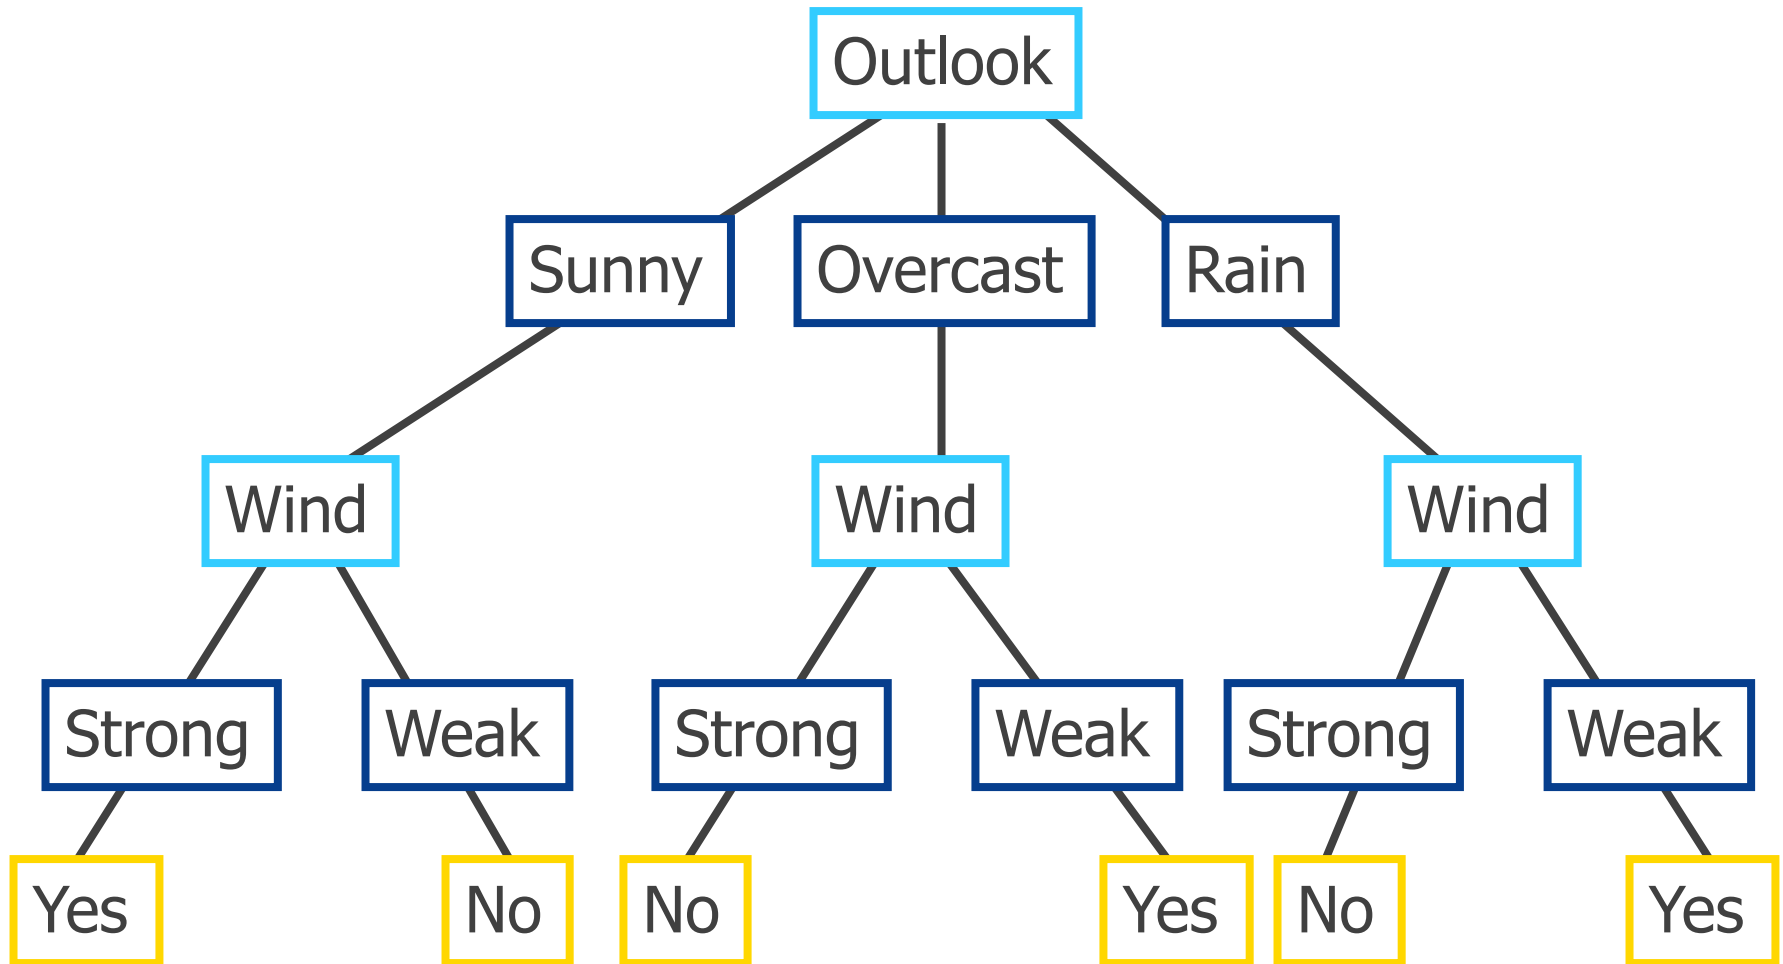 Outlook
Sunny Overcast Rain
Wind Wind Wind
Strong Weak Strong Weak Strong Weak
Yes No No Yes No Yes